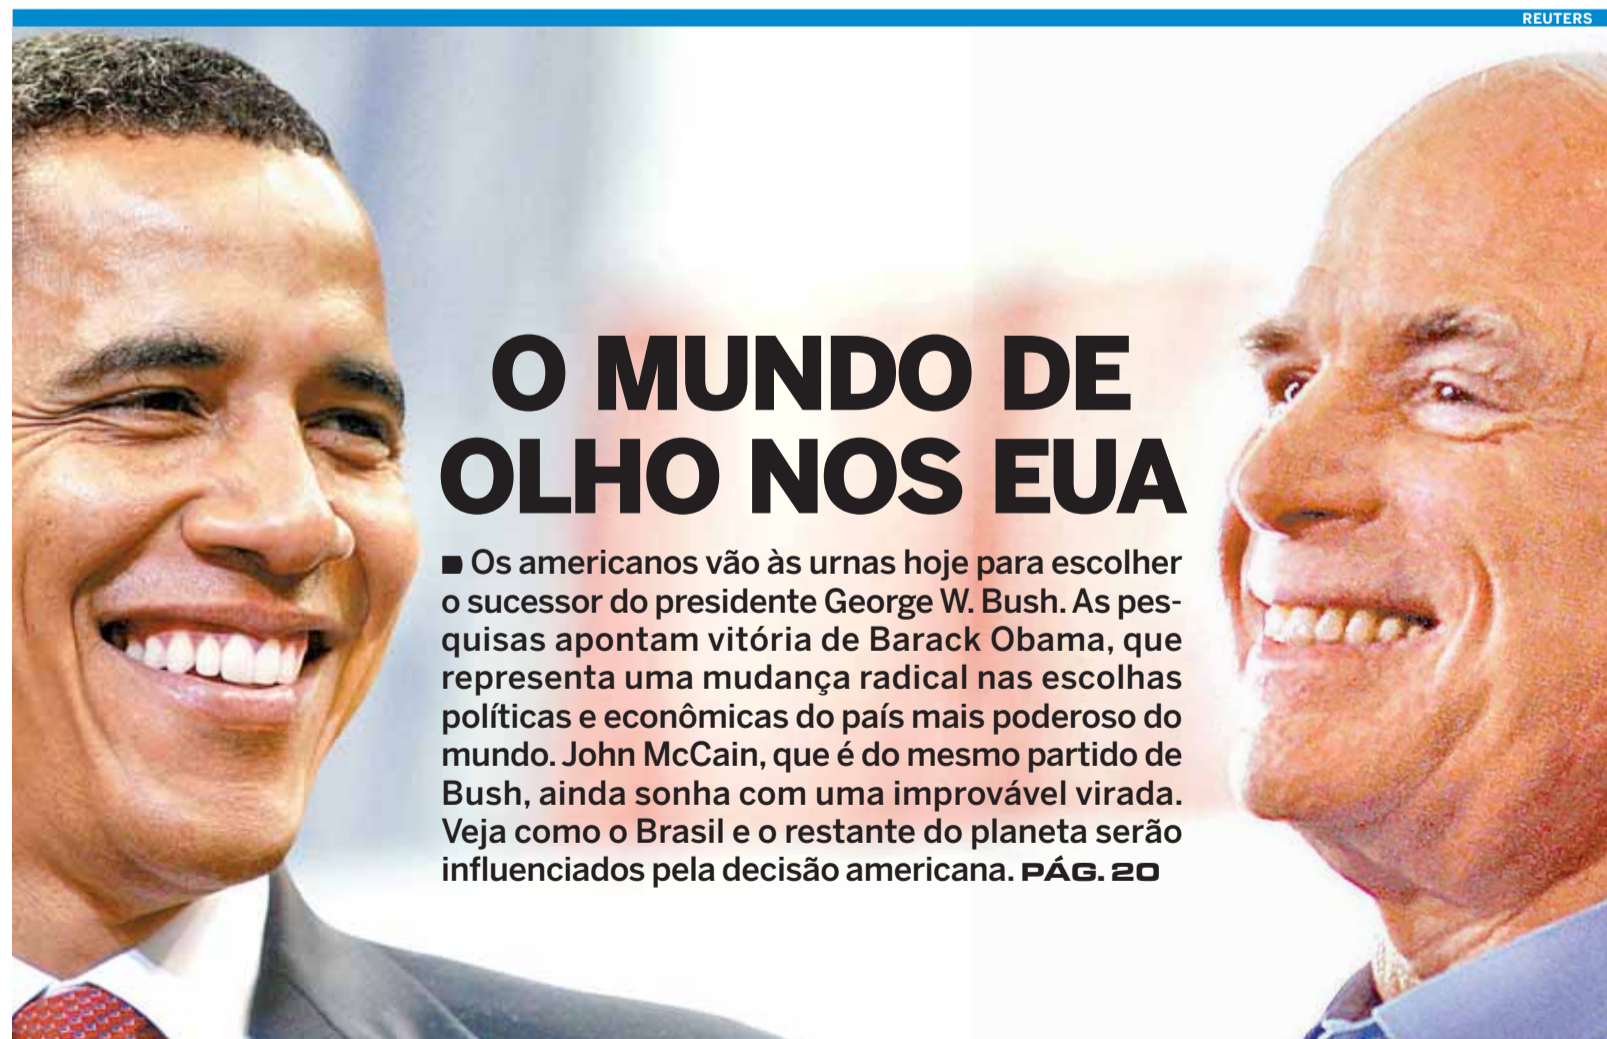 REUTERS
O MUNDO DE
OLHO NOS EUA
Os americanos vão às urnas hoje para escolher
o sucessor do presidente George W. Bush. As pes-
quisas apontam vitória de Barack Obama, que
representa uma mudança radical nas escolhas
políticas e econômicas do país mais poderoso do
mundo. John McCain, que é do mesmo partido de
Bush, ainda sonha com uma improvável virada.
Veja como o Brasil e o restante do planeta serão
influenciados pela decisão americana. PÁG. 20